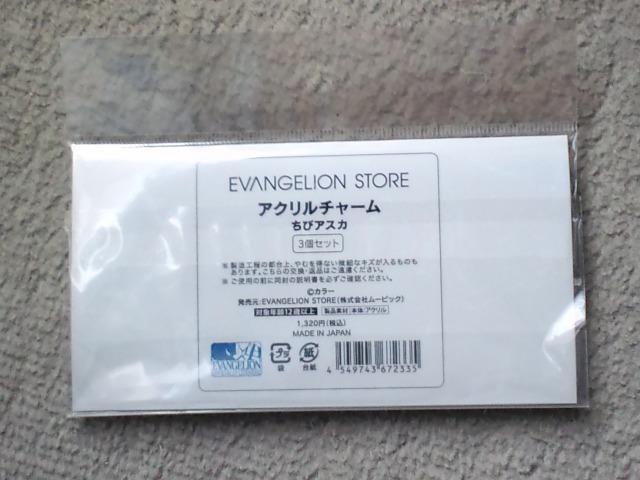 EVANGELION STORE
アクリルチャーム
ちびアスカ
3個セット
※製造工程の都合上、やむを得ない微細なキズが入るものも
あります。こちらの交換・返品はご遠慮ください。
※ご使用の前に同封の説明書を必ずご確認ください。
©カラー
発売元:EVANGELION STORE(株式会社ムービック)
対象年齢12歳以上 製品素材 本体:アクリル
1,320円(税込)
MADE IN JAPAN
EVANGELION
プラ 袋
紙 台紙
4 549743 672335